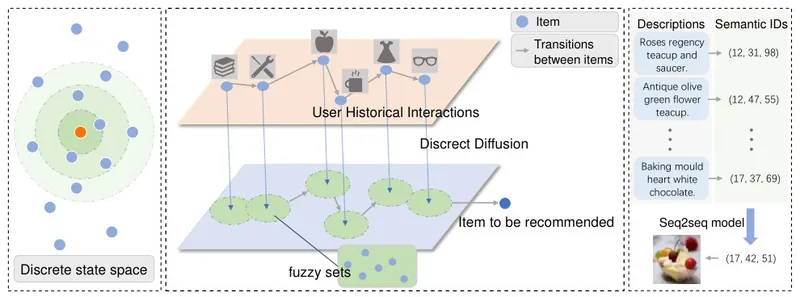 Discrete state space
Item
Transitions
between items
User Historical Interactions
Discrect Diffusion
Item to be recommended
fuzzy sets
Descriptions
Semantic IDs
Roses regency
teacup and
saucer.
(12, 31, 98)
Antique olive
green flower
teacup.
(12, 47, 55)
Baking mould
heart white
chocolate.
(17, 37, 69)
Seq2seq model
(17, 42, 51)